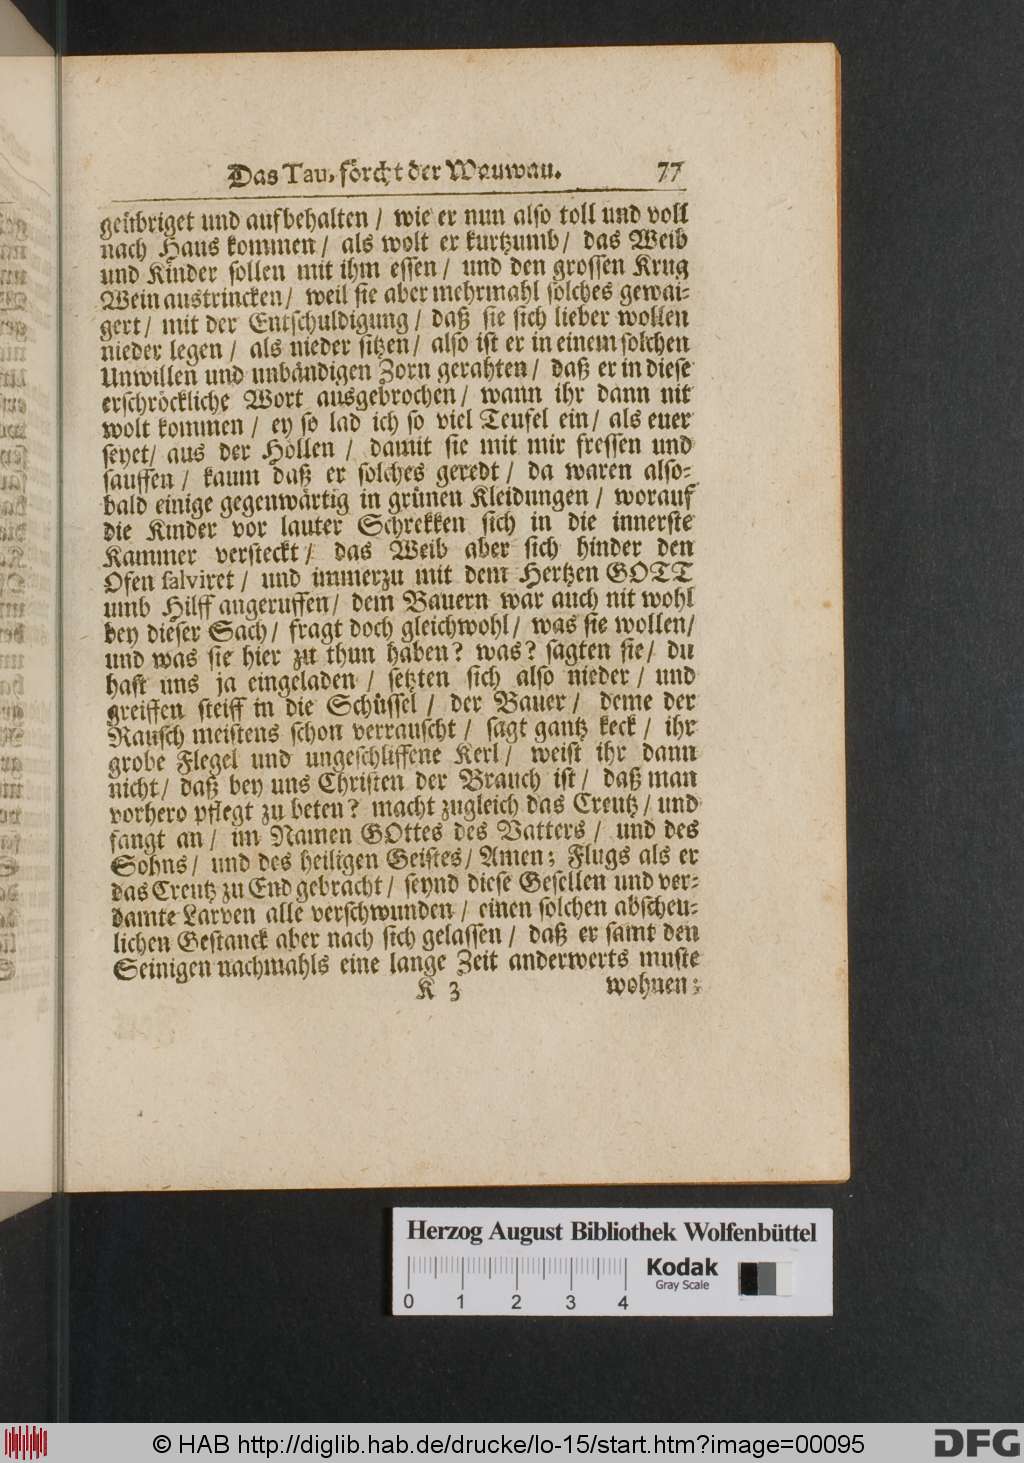 Das Tau, förcht der Wauwau. 77
geübriget und aufbehalten / wie er nun also toll und voll
nach Haus kommen / als wolt er kurtzumb / das Weib
und Kinder sollen mit ihm essen / und den grossen Krug
Wein austrincken / weil sie aber mehrmahl solches gewai-
gert / mit der Entschuldigung / daß sie sich lieber wollen
nieder legen / als nieder sitzen / also ist er in einem solchen
Unwillen und unbändigen Zorn gerahten / daß er in diese
erschröckliche Wort ausgebrochen / wann ihr dann nit
wolt kommen / ey so lad ich so viel Teufel ein / als euer
seyet / aus der Höllen / damit sie mit mir fressen und
sauffen / kaum daß er solches geredt / da waren also-
bald einige gegenwärtig in grünen Kleidungen / worauf
die Kinder vor lauter Schrekken sich in die innerste
Kammer versteckt / das Weib aber sich hinder den
Ofen salviret / und immerzu mit dem Hertzen GOTT
umb Hilff angeruffen / dem Bauern war auch nit wohl
bey dieser Sach / fragt doch gleichwohl / was sie wollen /
und was sie hier zu thun haben? was? sagten sie / du
hast uns ja eingeladen / setzten sich also nieder / und
greiffen steiff in die Schüssel / der Bauer / deme der
Rausch meistens schon verrauscht / sagt gantz keck / ihr
grobe Flegel und ungeschliffene Kerl / weist ihr dann
nicht / daß bey uns Christen der Brauch ist / daß man
vorhero pflegt zu beten? macht zugleich das Creutz / und
fangt an / im Namen GOttes des Vatters / und des
Sohns / und des heiligen Geistes / Amen; Flugs als er
das Creutz zu End gebracht / seynd diese Gesellen und ver-
damte Larven alle verschwunden / einen solchen abscheu-
lichen Gestanck aber nach sich gelassen / daß er samt den
Seinigen nachmahls eine lange Zeit anderwerts muste
K 3 wohnen;
Herzog August Bibliothek Wolfenbüttel
Kodak
Gray Scale
0 1 2 3 4
© HAB http://diglib.hab.de/drucke/lo-15/start.htm?image=00095
DFG